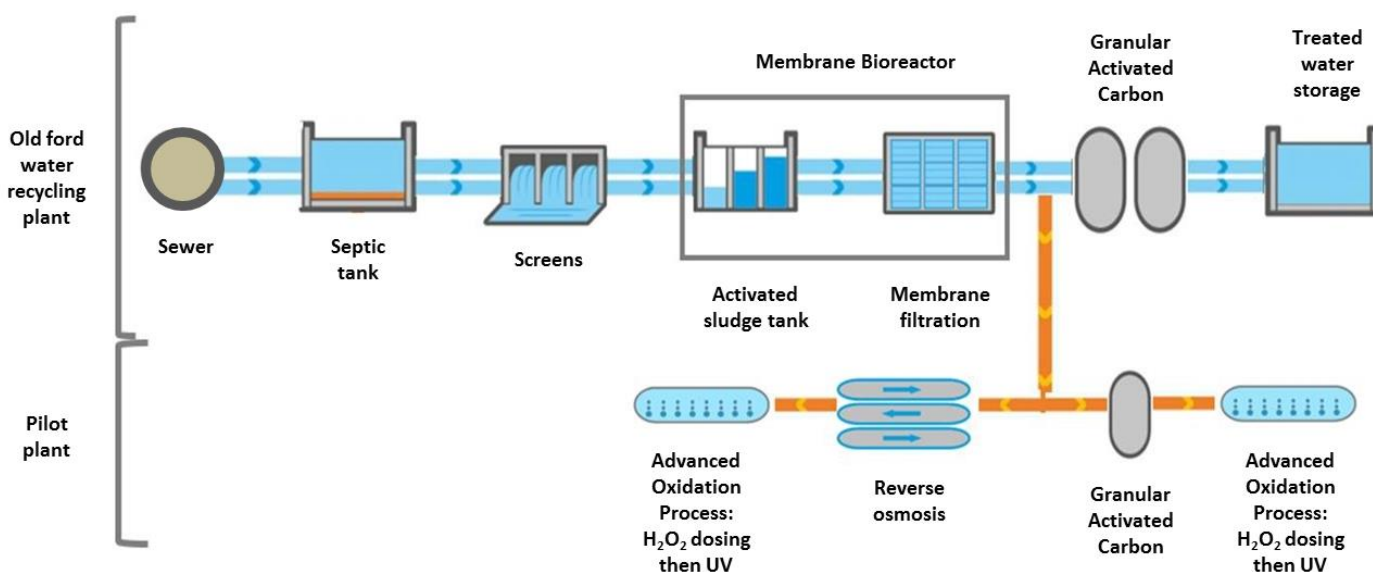 Old ford
water
recycling
plant
Sewer
Septic
tank
Screens
Membrane Bioreactor
Activated
sludge tank
Membrane
filtration
Granular
Activated
Carbon
Treated
water
storage
Pilot
plant
Advanced
Oxidation
Process:
H₂O₂ dosing
then UV
Reverse
osmosis
Granular
Activated
Carbon
Advanced
Oxidation
Process:
H₂O₂ dosing
then UV